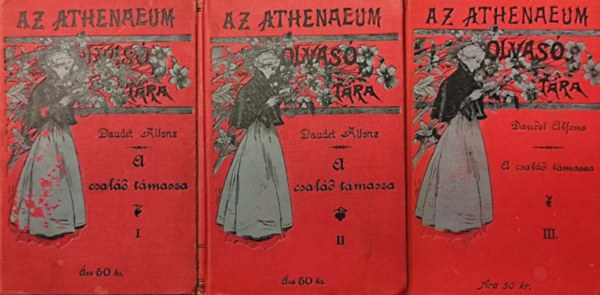 AZ ATHENAEUM
OLVASÓ
TÁRA
Daudet Alfonz
A
család támasza
I
Ára 50 kr.
AZ ATHENAEUM
OLVASÓ
TÁRA
Daudet Alfonz
A
család támasza
II
Ára 50 kr.
AZ ATHENAEUM
OLVASÓ
TÁRA
Daudet Alfonz
A család támasza
III.
Ára 50 kr.